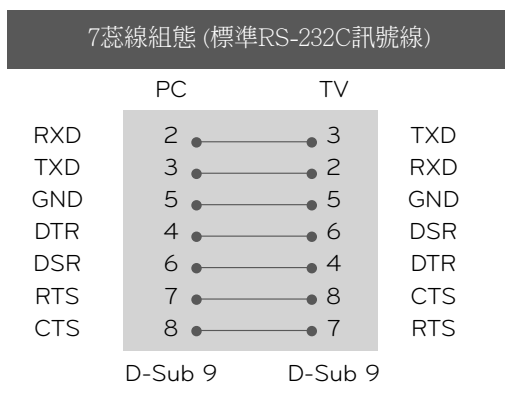 7蕊線組態 (標準RS-232C訊號線)
PC TV
RXD 2 3 TXD
TXD 3 2 RXD
GND 5 5 GND
DTR 4 6 DSR
DSR 6 4 DTR
RTS 7 8 CTS
CTS 8 7 RTS
D-Sub 9 D-Sub 9